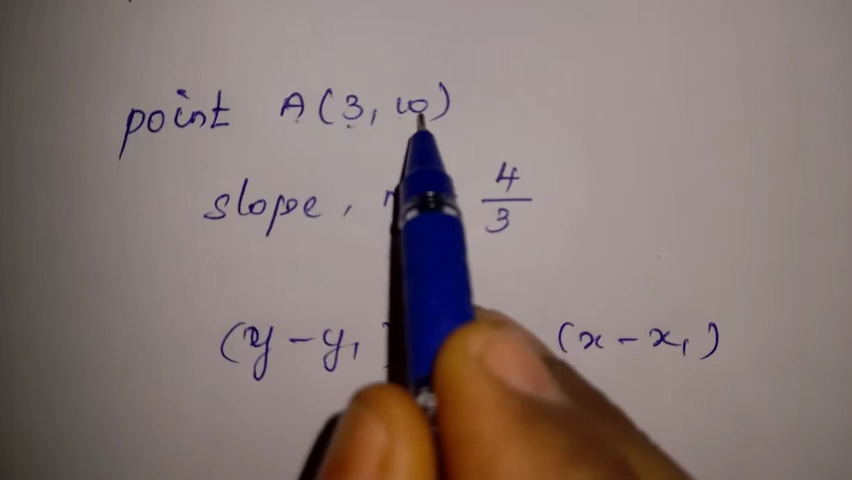 point A(3, 10)
slope, 4/3
(y - y₁ (x - x₁)